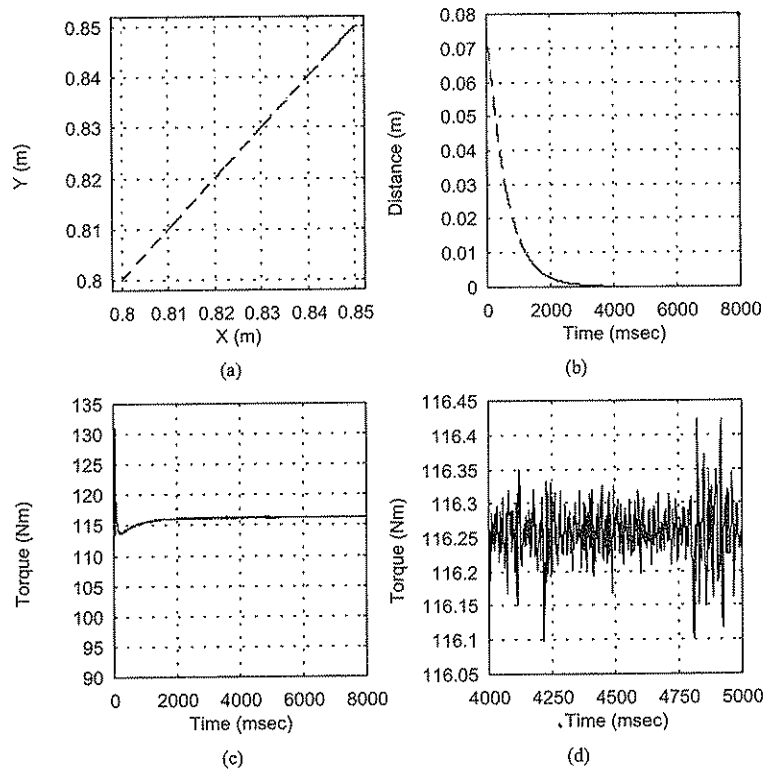 0.85
0.84
0.83
0.82
0.81
0.8
Y (m)
0.8 0.81 0.82 0.83 0.84 0.85
X (m)
(a)
0.08
0.07
0.06
0.05
0.04
0.03
0.02
0.01
0
Distance (m)
0 2000 4000 6000 8000
Time (msec)
(b)
135
130
125
120
115
110
105
100
95
90
Torque (Nm)
0 2000 4000 6000 8000
Time (msec)
(c)
116.45
116.4
116.35
116.3
116.25
116.2
116.15
116.1
116.05
Torque (Nm)
4000 4250 4500 4750 5000
Time (msec)
(d)